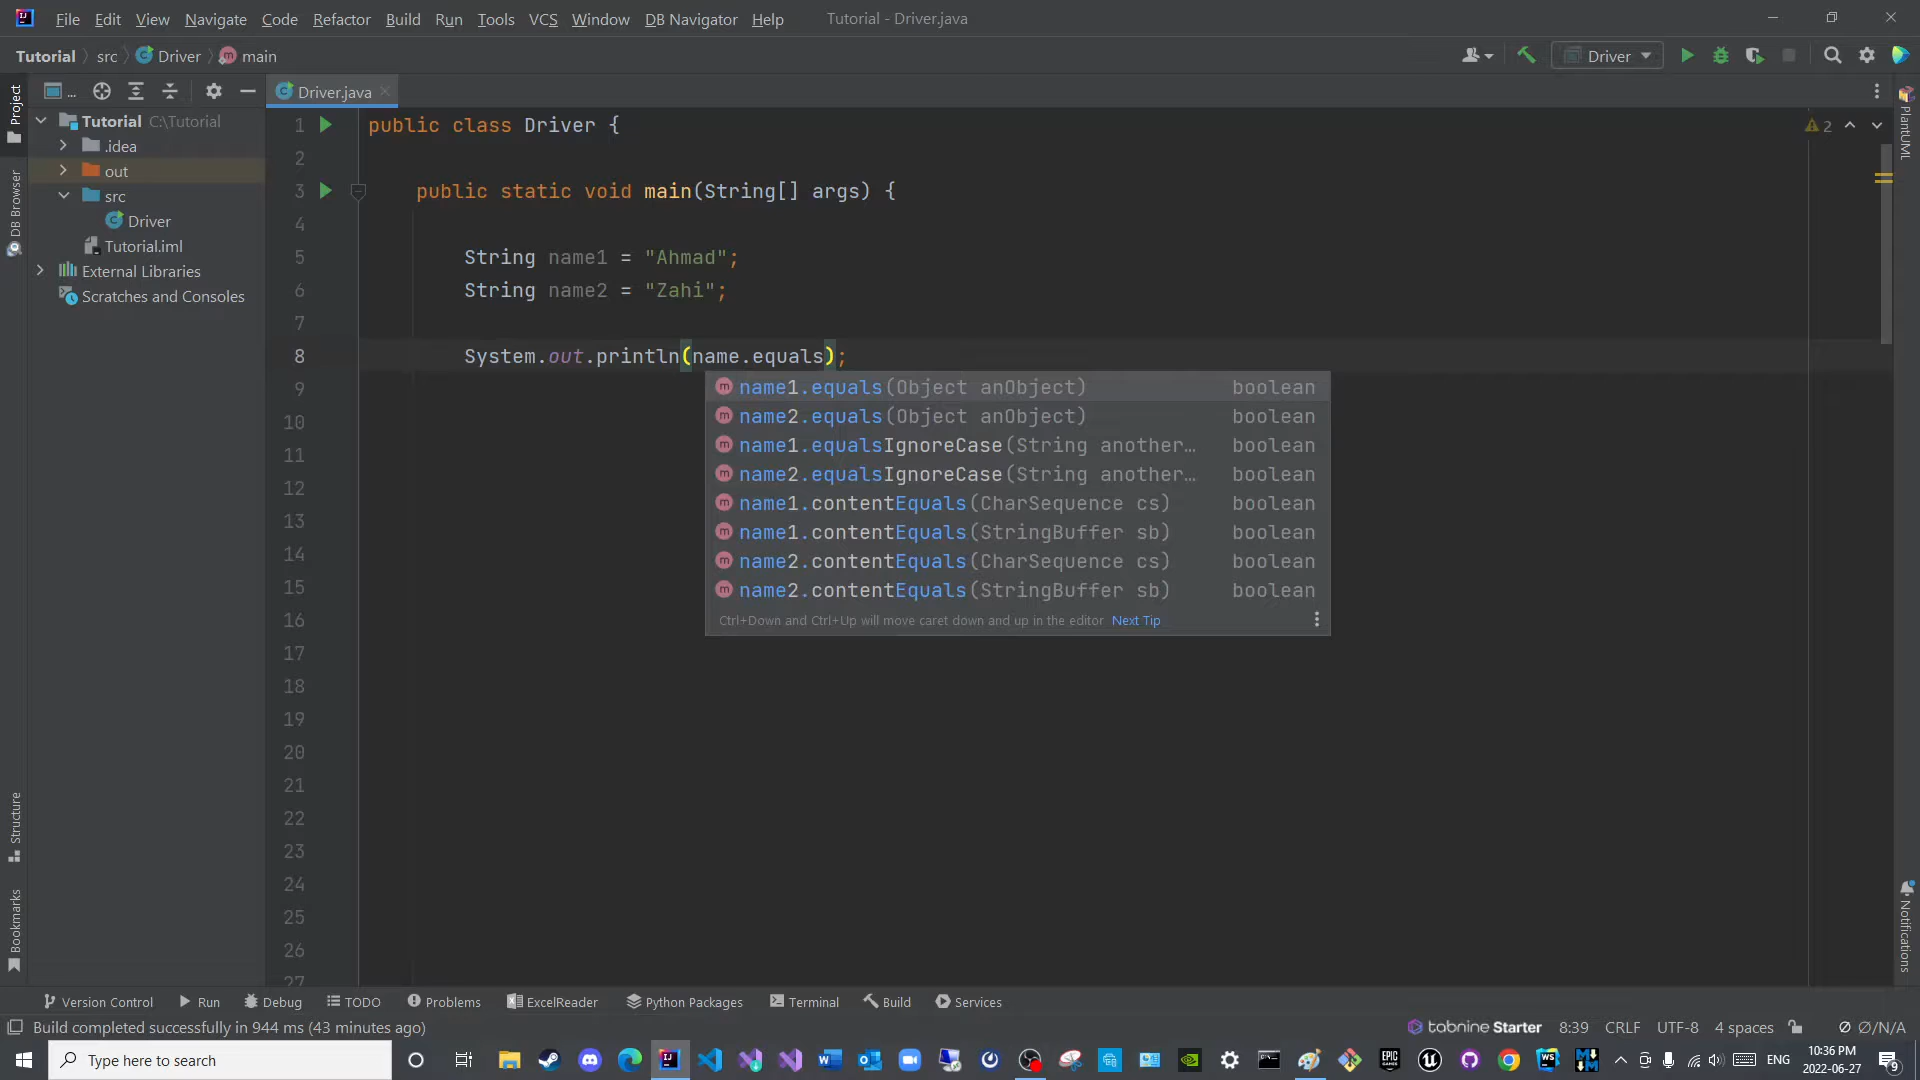 File Edit View Navigate Code Refactor Build Run Tools VCS Window DB Navigator Help Tutorial - Driver.java
Tutorial src Driver main Driver
Project
DB Browser
Structure
Bookmarks
...
Tutorial C:\Tutorial
.idea
out
src
Driver
Tutorial.iml
External Libraries
Scratches and Consoles
Driver.java
1 public class Driver {
2
3 public static void main(String[] args) {
4
5 String name1 = "Ahmad";
6 String name2 = "Zahi";
7
8 System.out.println(name.equals);
9
10
11
12
13
14
15
16
17
18
19
20
21
22
23
24
25
26
27
name1.equals(Object anObject) boolean
name2.equals(Object anObject) boolean
name1.equalsIgnoreCase(String another… boolean
name2.equalsIgnoreCase(String another… boolean
name1.contentEquals(CharSequence cs) boolean
name1.contentEquals(StringBuffer sb) boolean
name2.contentEquals(CharSequence cs) boolean
name2.contentEquals(StringBuffer sb) boolean
Ctrl+Down and Ctrl+Up will move caret down and up in the editor Next Tip
2
PlantUML
Notifications
Version Control Run Debug TODO Problems ExcelReader Python Packages Terminal Build Services
Build completed successfully in 944 ms (43 minutes ago) tabnine Starter 8:39 CRLF UTF-8 4 spaces Ø/N/A
Type here to search ENG 10:36 PM
2022-06-27 9